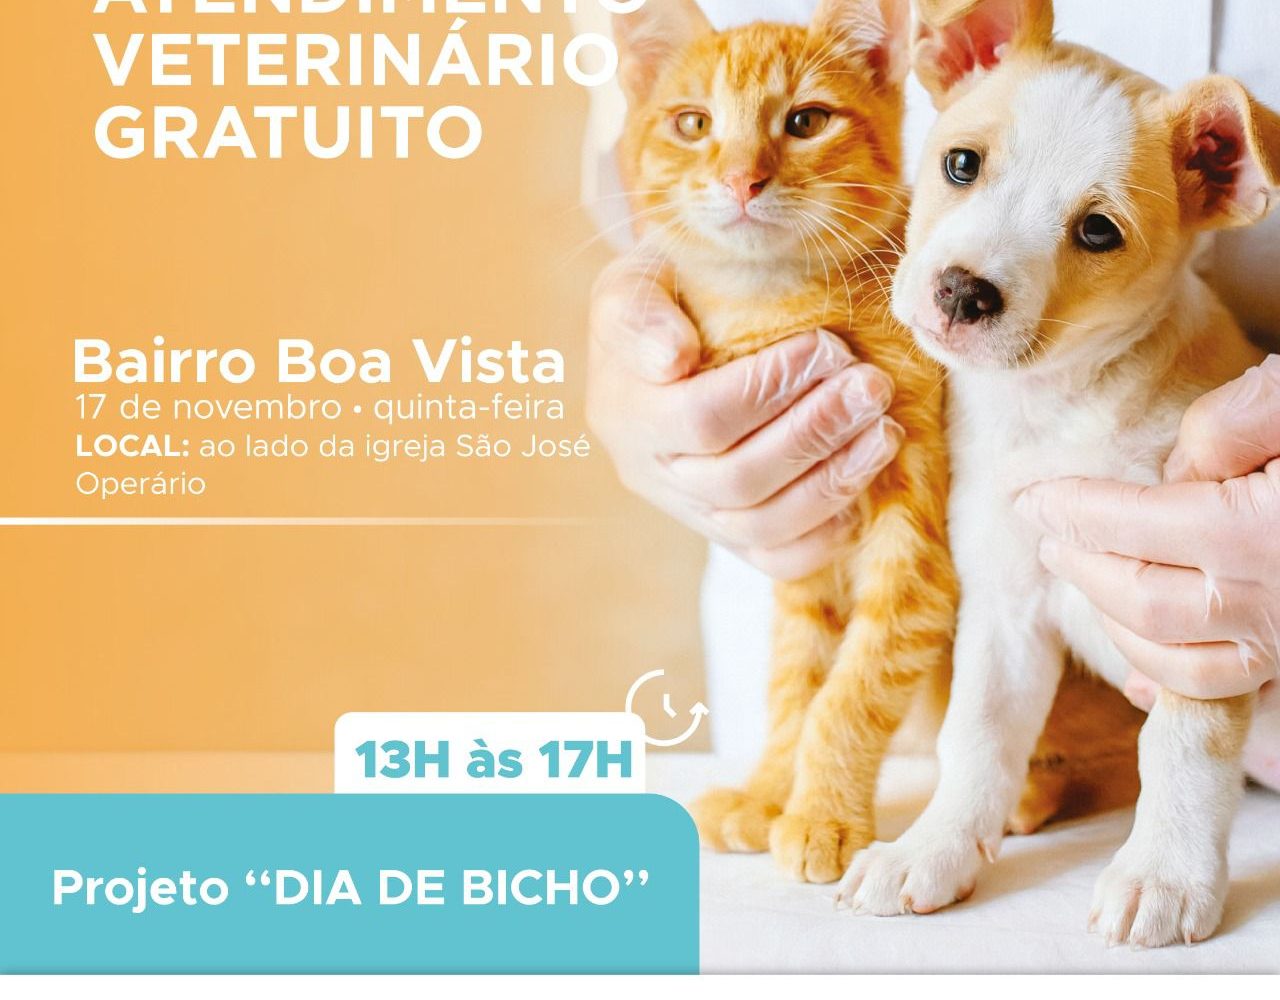 ATENDIMENTO
VETERINÁRIO
GRATUITO
Bairro Boa Vista
17 de novembro • quinta-feira
LOCAL: ao lado da igreja São José
Operário
13H às 17H
Projeto “DIA DE BICHO”